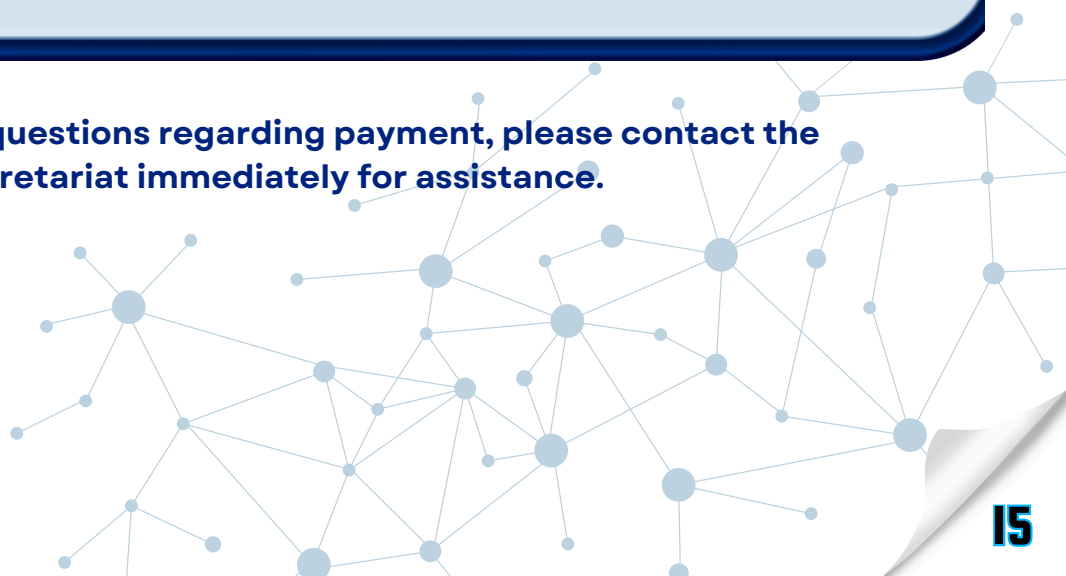 questions regarding payment, please contact the
retariat immediately for assistance.
15